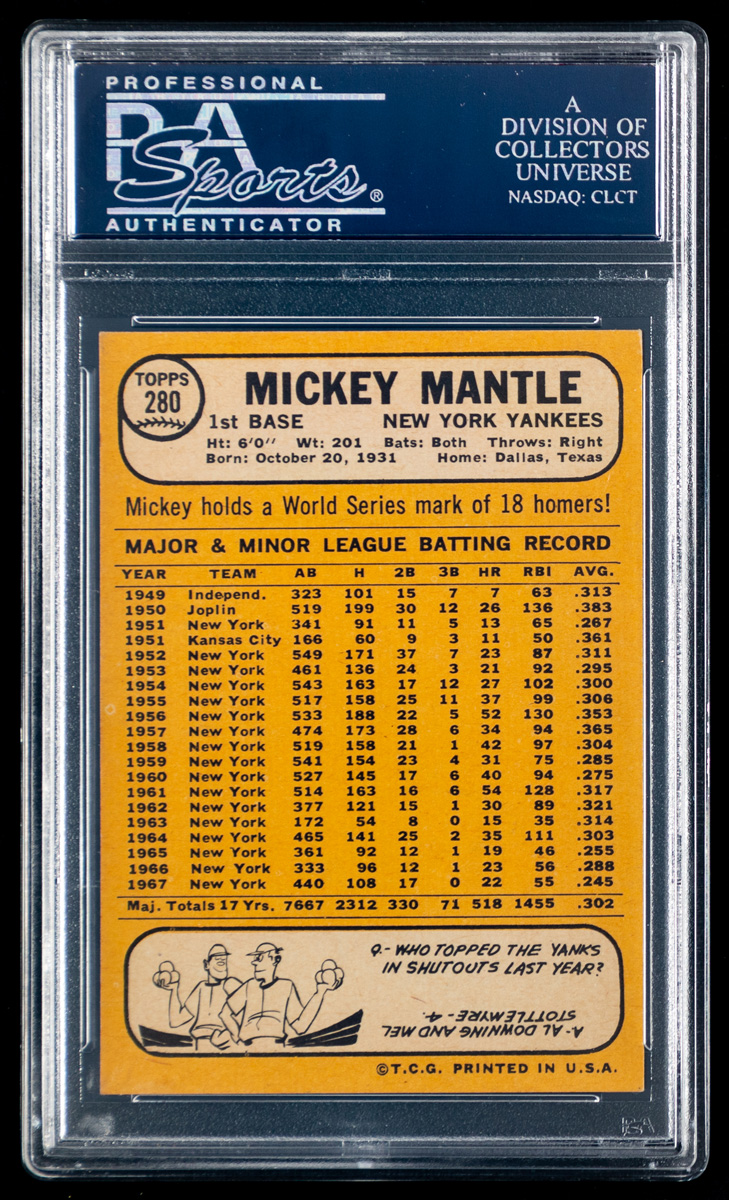 PROFESSIONAL
PSA
Sports®
AUTHENTICATOR
A
DIVISION OF
COLLECTORS
UNIVERSE
NASDAQ: CLCT
TOPPS
280
MICKEY MANTLE
1st BASE NEW YORK YANKEES
Ht: 6'0" Wt: 201 Bats: Both Throws: Right
Born: October 20, 1931 Home: Dallas, Texas
Mickey holds a World Series mark of 18 homers!
MAJOR & MINOR LEAGUE BATTING RECORD
YEAR TEAM AB H 2B 3B HR RBI AVG.
1949 Independ. 323 101 15 7 7 63 .313
1950 Joplin 519 199 30 12 26 136 .383
1951 New York 341 91 11 5 13 65 .267
1951 Kansas City 166 60 9 3 11 50 .361
1952 New York 549 171 37 7 23 87 .311
1953 New York 461 136 24 3 21 92 .295
1954 New York 543 163 17 12 27 102 .300
1955 New York 517 158 25 11 37 99 .306
1956 New York 533 188 22 5 52 130 .353
1957 New York 474 173 28 6 34 94 .365
1958 New York 519 158 21 1 42 97 .304
1959 New York 541 154 23 4 31 75 .285
1960 New York 527 145 17 6 40 94 .275
1961 New York 514 163 16 6 54 128 .317
1962 New York 377 121 15 1 30 89 .321
1963 New York 172 54 8 0 15 35 .314
1964 New York 465 141 25 2 35 111 .303
1965 New York 361 92 12 1 19 46 .255
1966 New York 333 96 12 1 23 56 .288
1967 New York 440 108 17 0 22 55 .245
Maj. Totals 17 Yrs. 7667 2312 330 71 518 1455 .302
Q- WHO TOPPED THE YANKS
IN SHUTOUTS LAST YEAR?
A- AL DOWNING AND MEL
STOTTLEMYRE - 4.
©T.C.G. PRINTED IN U.S.A.
PSA